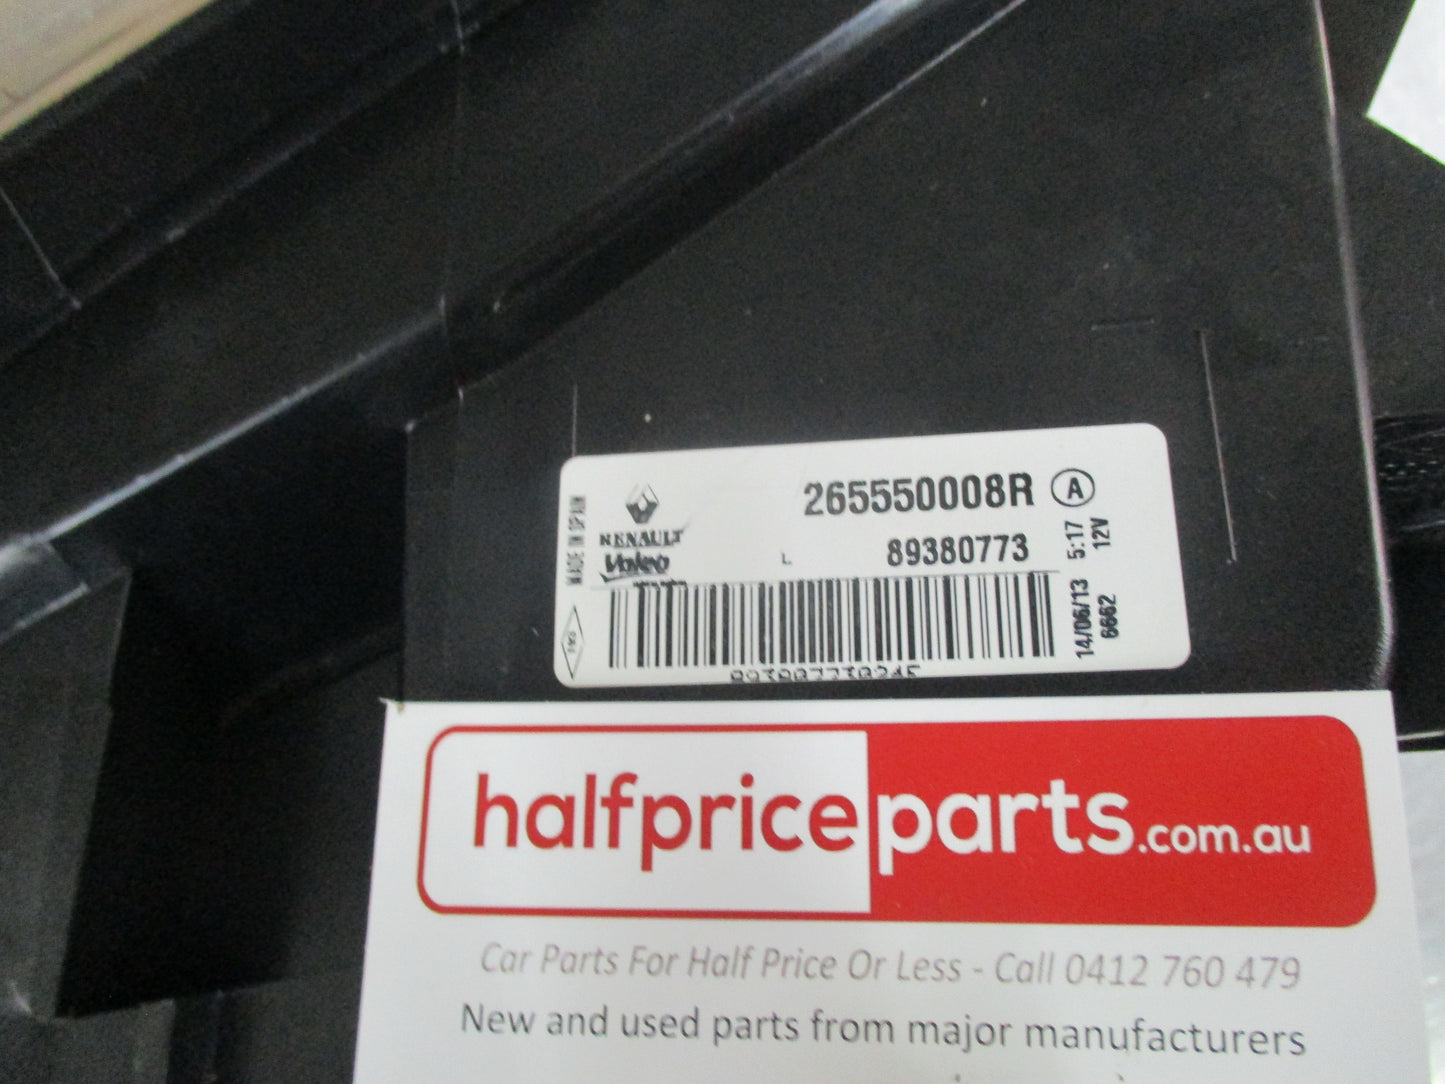 MADE IN SPAIN
RENAULT
Valeo
265550008R A
L 89380773
5:17
12V
14/06/13
6662
halfpriceparts.com.au
Car Parts For Half Price Or Less - Call 0412 760 479
New and used parts from major manufacturers